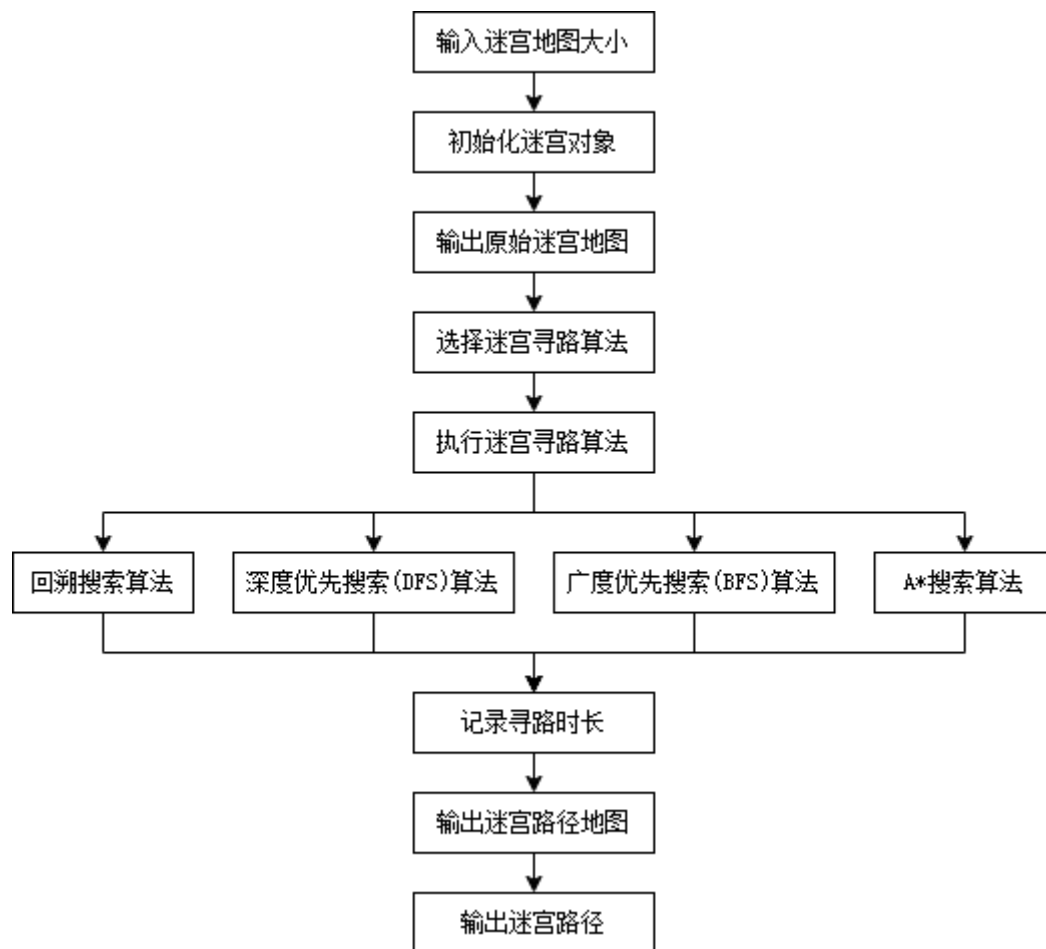 输入迷宫地图大小
初始化迷宫对象
输出原始迷宫地图
选择迷宫寻路算法
执行迷宫寻路算法
回溯搜索算法
深度优先搜索(DFS)算法
广度优先搜索(BFS)算法
A*搜索算法
记录寻路时长
输出迷宫路径地图
输出迷宫路径